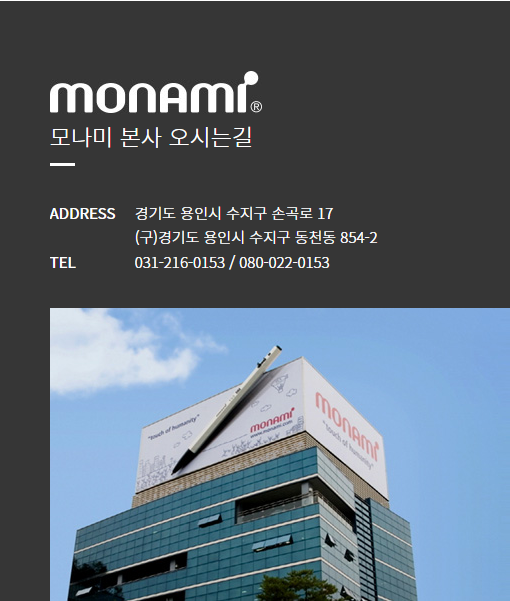 monami®
모나미 본사 오시는길
ADDRESS 경기도 용인시 수지구 손곡로 17
(구)경기도 용인시 수지구 동천동 854-2
TEL 031-216-0153 / 080-022-0153
"touch of humanity"
monami
www.monami.com
monami
"touch of humanity"